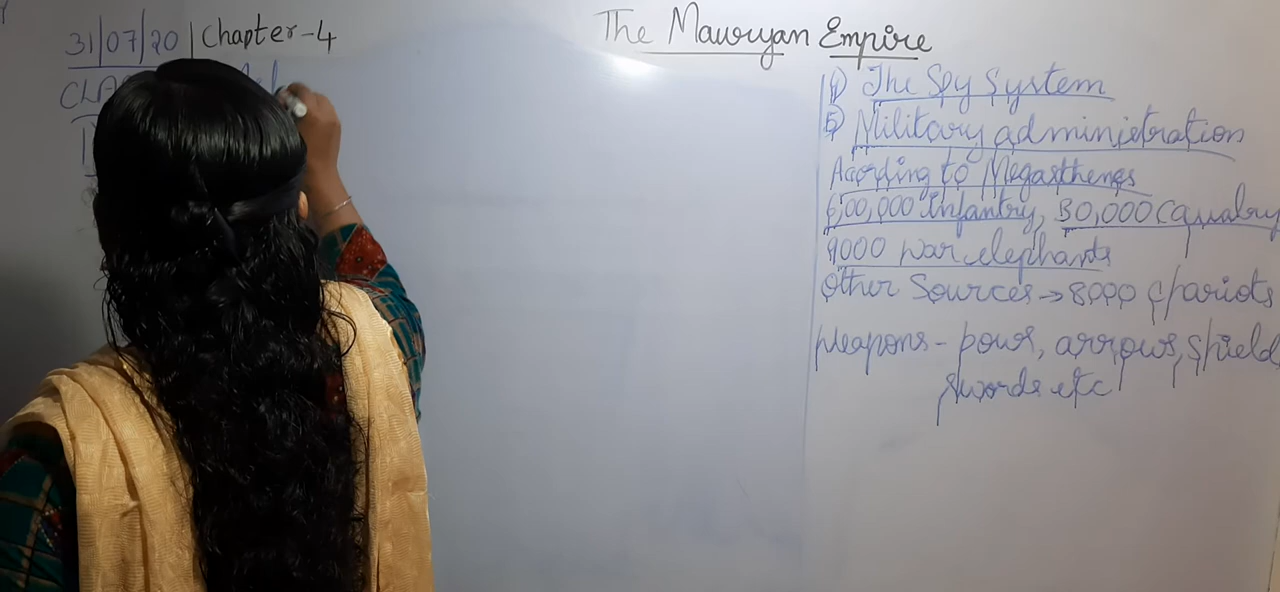 31/07/20 | Chapter-4
The Mauryan Empire
4) The Spy System
5) Military administration
According to Megasthenes
6,00,000 Infantry, 30,000 Cavalry
9000 war elephants
Other Sources → 8000 Chariots
Weapons - bows, arrows, shield
swords etc